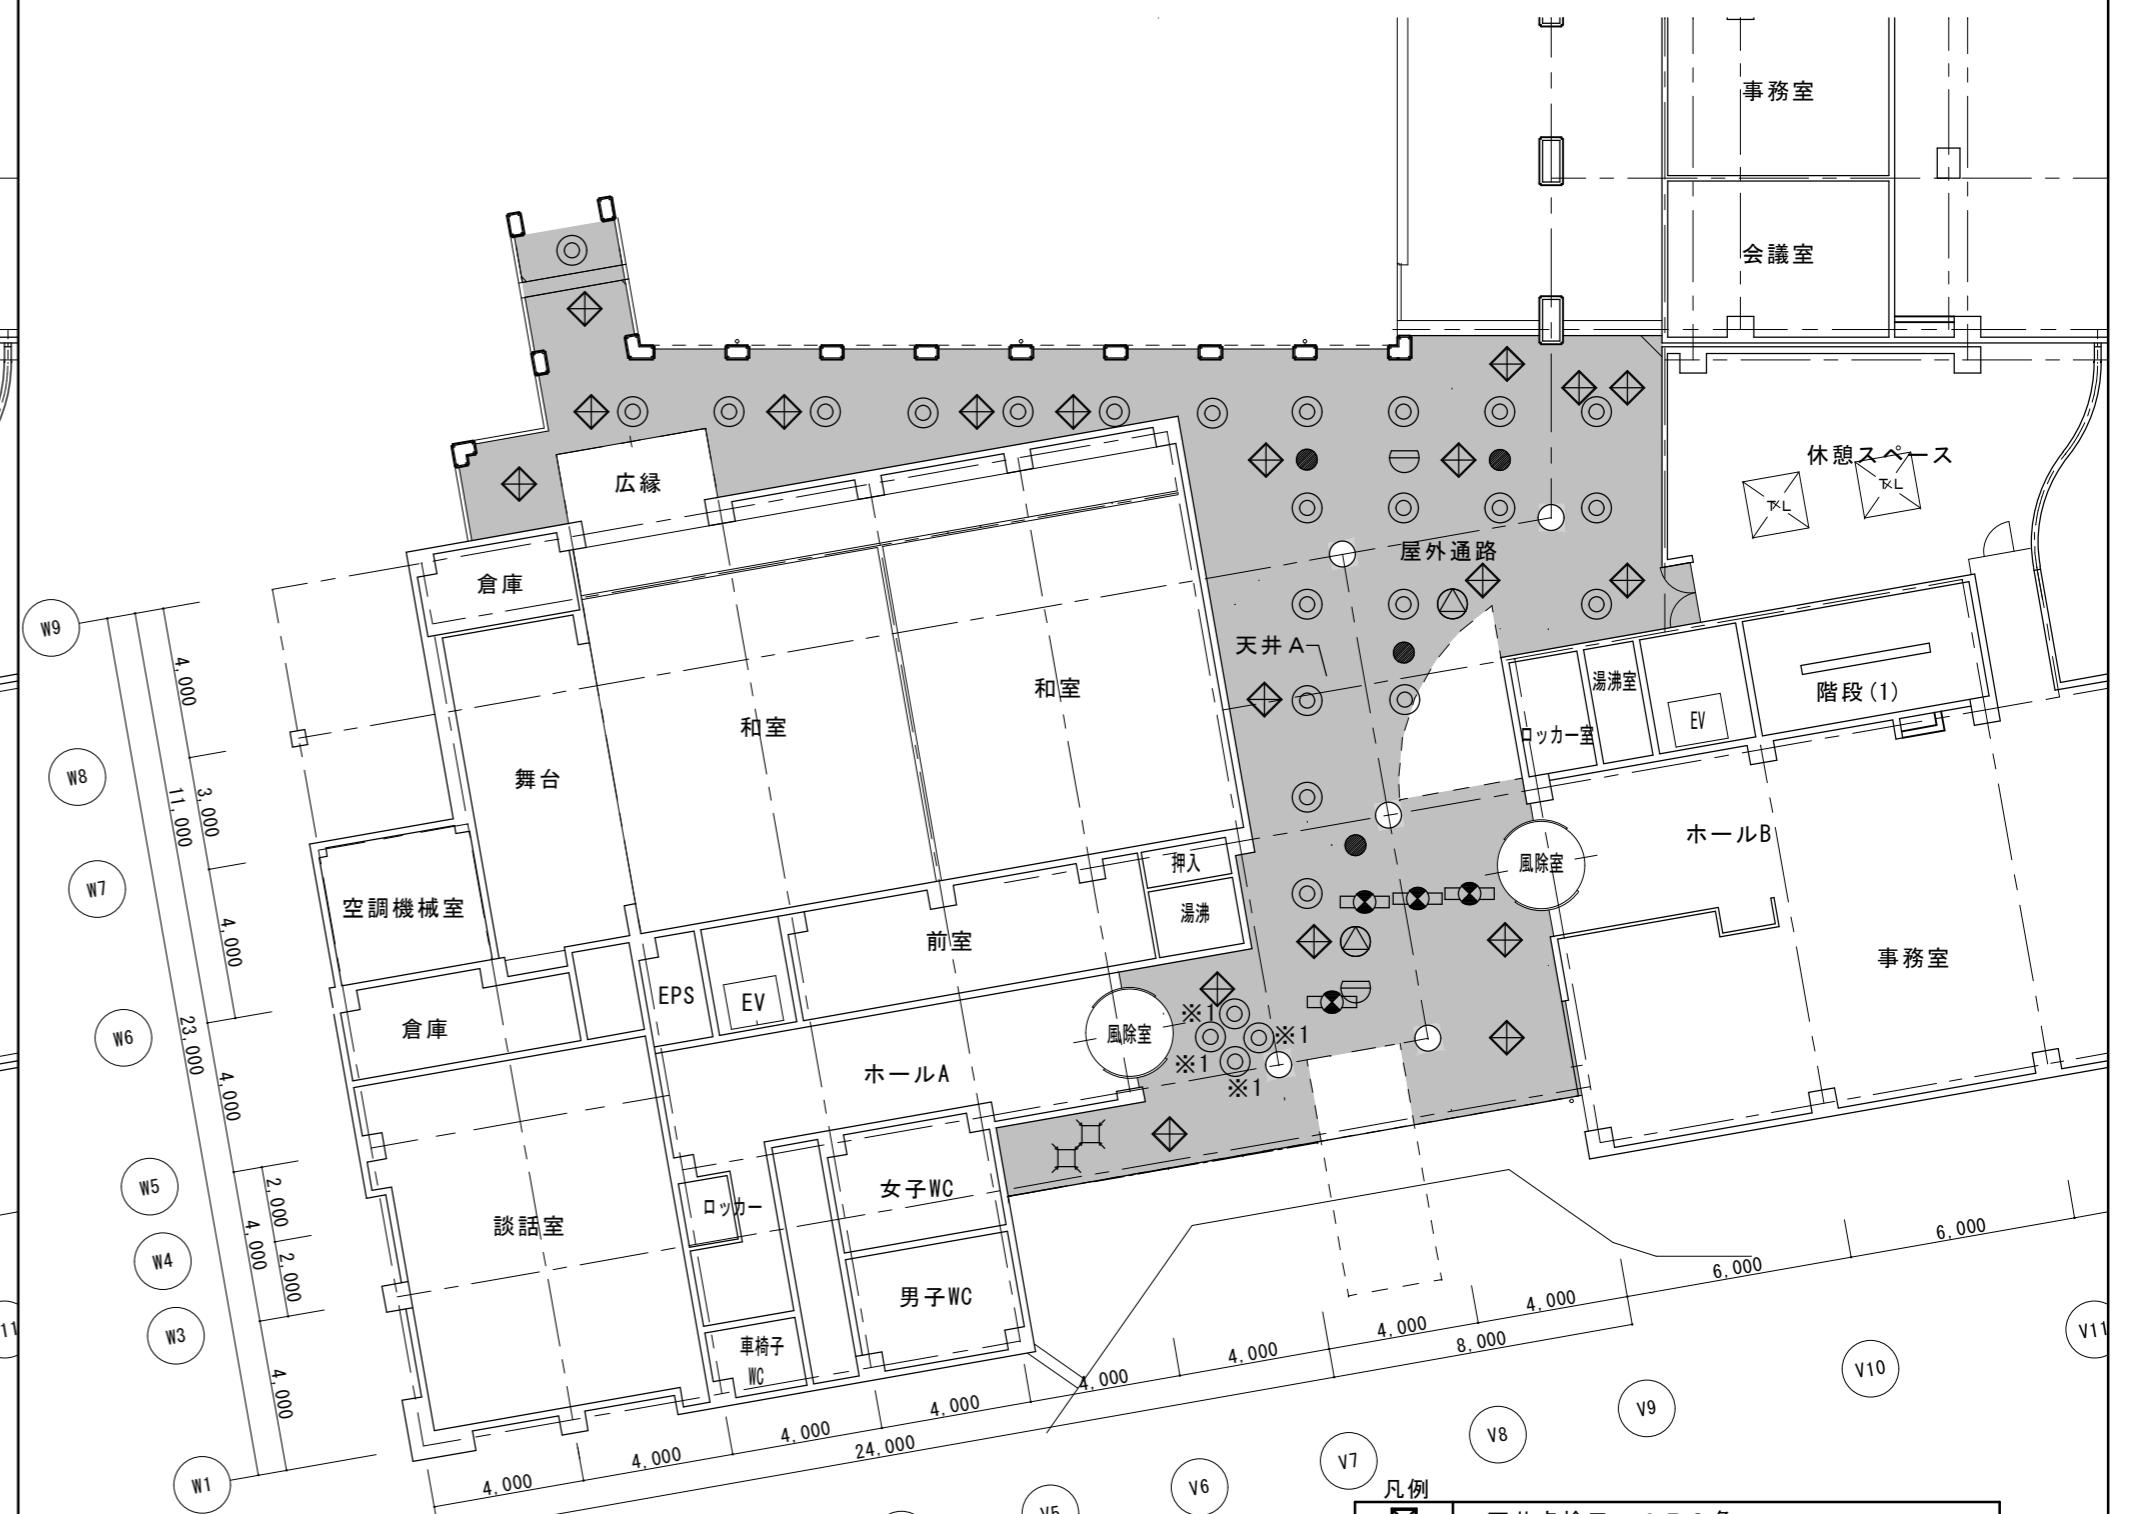 事務室
会議室
休憩スペース
広縁
屋外通路
倉庫
W9
天井A
湯沸室
和室
和室
階段(1)
EV
ロッカー室
舞台
W8
4,000
3,000
11,000
ホールB
風除室
押入
W7
空調機械室
湯沸
4,000
前室
事務室
EPS
EV
※1
倉庫
W6
風除室
※1
23,000
※1
ホールA
※1
4,000
W5
女子WC
2,000
ロッカー
談話室
4,000
W4
2,000
男子WC
W3
11
車椅子
WC
4,000
6,000
6,000
4,000
4,000
8,000
4,000
4,000
4,000
4,000
4,000
24,000
4,000
W1
V11
V10
V9
V8
V7
V6
V5
凡例